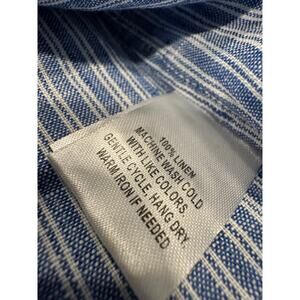 100% LINEN
MACHINE WASH COLD
WITH LIKE COLORS.
GENTLE CYCLE. HANG DRY.
WARM IRON IF NEEDED